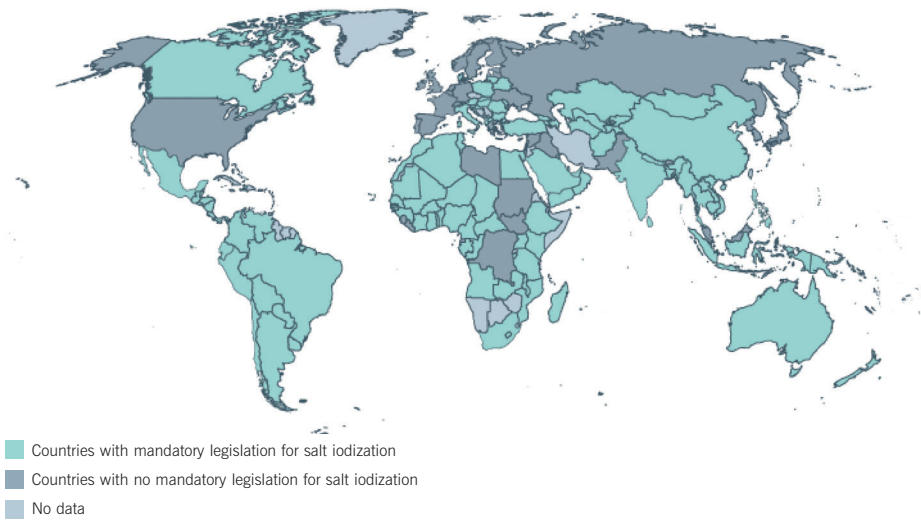 Countries with mandatory legislation for salt iodization
Countries with no mandatory legislation for salt iodization
No data